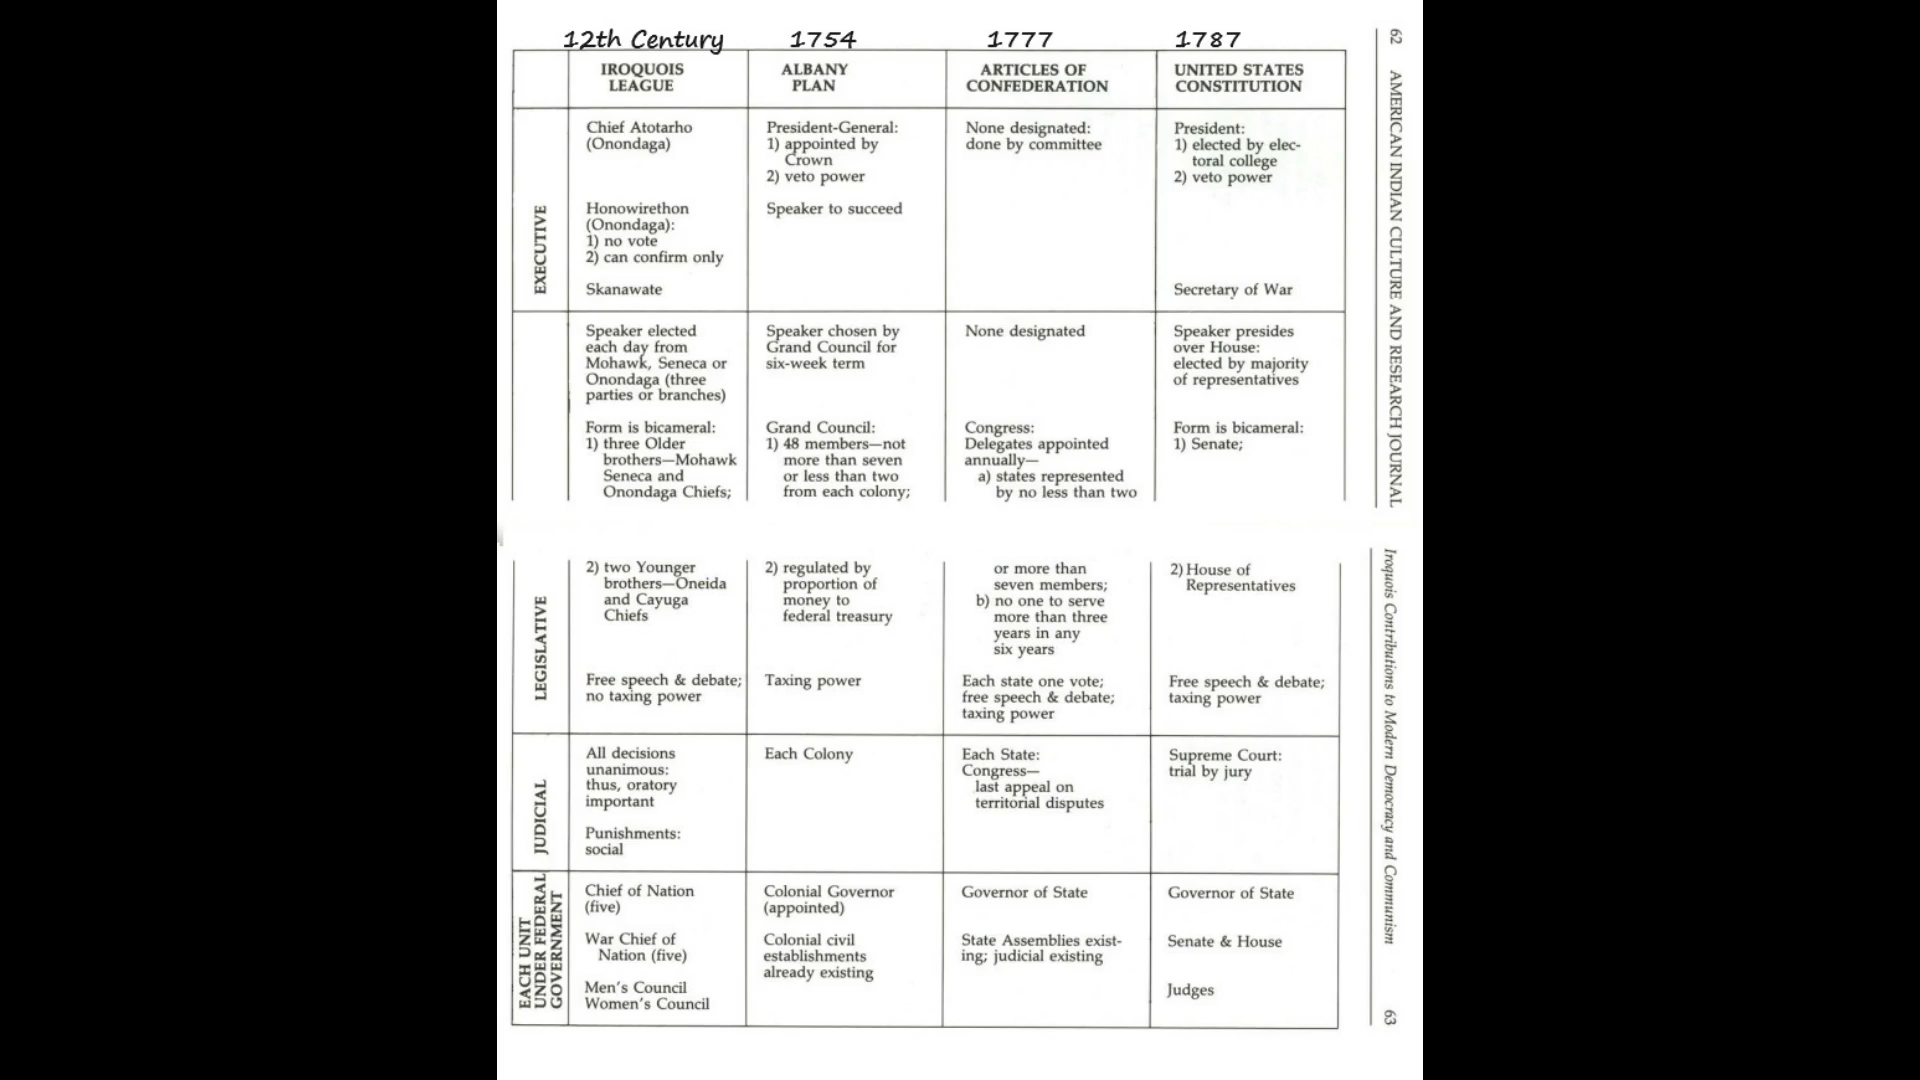 12th Century 1754 1777 1787
IROQUOIS LEAGUE
ALBANY PLAN
ARTICLES OF CONFEDERATION
UNITED STATES CONSTITUTION
EXECUTIVE
Chief Atotarho
(Onondaga)
Honowirethon
(Onondaga):
1) no vote
2) can confirm only
Skanawate
President-General:
1) appointed by
Crown
2) veto power
Speaker to succeed
None designated:
done by committee
President:
1) elected by elec-
toral college
2) veto power
Secretary of War
LEGISLATIVE
Speaker elected
each day from
Mohawk, Seneca or
Onondaga (three
parties or branches)
Form is bicameral:
1) three Older
brothers—Mohawk
Seneca and
Onondaga Chiefs;
2) two Younger
brothers—Oneida
and Cayuga
Chiefs
Free speech & debate;
no taxing power
Speaker chosen by
Grand Council for
six-week term
Grand Council:
1) 48 members—not
more than seven
or less than two
from each colony;
2) regulated by
proportion of
money to
federal treasury
Taxing power
None designated
Congress:
Delegates appointed
annually—
a) states represented
by no less than two
or more than
seven members;
b) no one to serve
more than three
years in any
six years
Each state one vote;
free speech & debate;
taxing power
Speaker presides
over House:
elected by majority
of representatives
Form is bicameral:
1) Senate;
2) House of
Representatives
Free speech & debate;
taxing power
JUDICIAL
All decisions
unanimous:
thus, oratory
important
Punishments:
social
Each Colony
Each State:
Congress—
last appeal on
territorial disputes
Supreme Court:
trial by jury
EACH UNIT
UNDER FEDERAL
GOVERNMENT
Chief of Nation
(five)
War Chief of
Nation (five)
Men's Council
Women's Council
Colonial Governor
(appointed)
Colonial civil
establishments
already existing
Governor of State
State Assemblies exist-
ing; judicial existing
Governor of State
Senate & House
Judges
62 AMERICAN INDIAN CULTURE AND RESEARCH JOURNAL
Iroquois Contributions to Modern Democracy and Communism 63